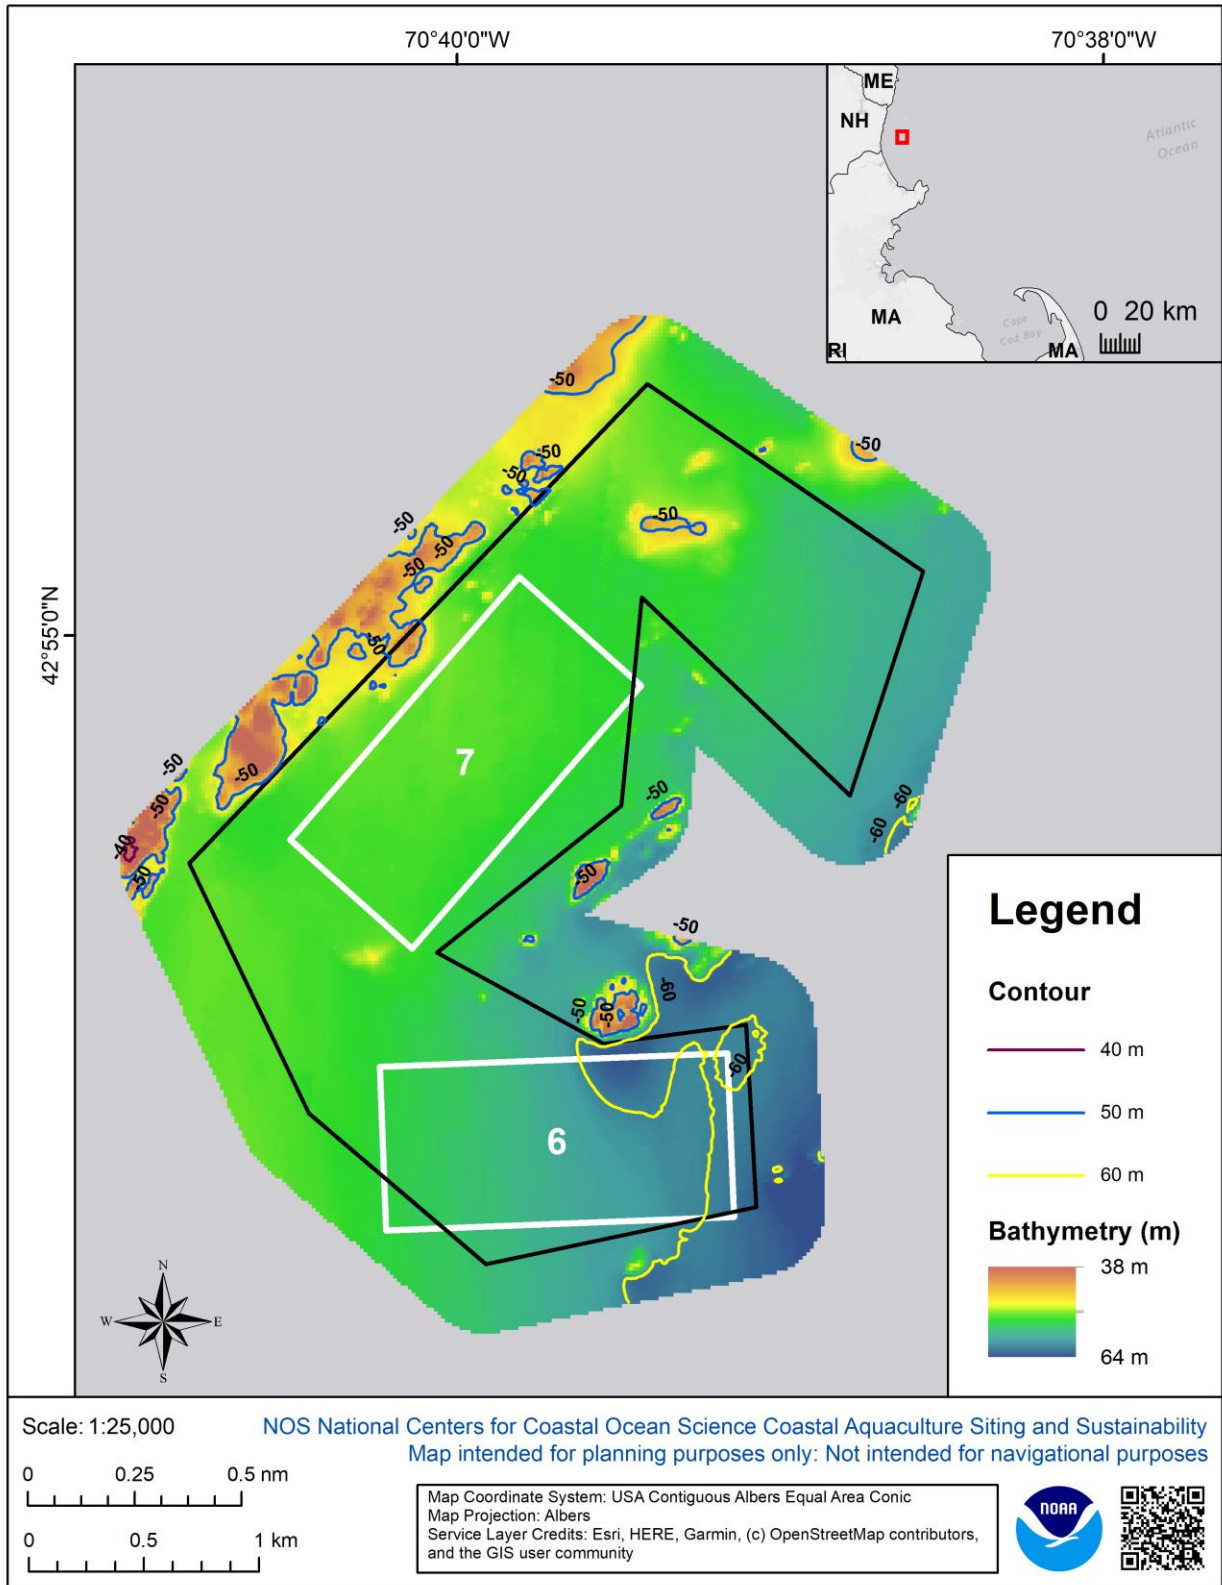 70°40'0"W
70°38'0"W
42°55'0"N
ME
NH
Atlantic
Ocean
MA
Cape
Cod Bay
RI
MA
0 20 km
-50
-50
-50
-50
-50
-50
-50
-50
-50
-50
-50
-50
-40
-50
-50
-50
-60
-60
-50
-60
-50
-50
-60
7
6
Legend
Contour
40 m
50 m
60 m
Bathymetry (m)
38 m
64 m
N
W
E
S
Scale: 1:25,000
0 0.25 0.5 nm
0 0.5 1 km
NOS National Centers for Coastal Ocean Science Coastal Aquaculture Siting and Sustainability
Map intended for planning purposes only: Not intended for navigational purposes
Map Coordinate System: USA Contiguous Albers Equal Area Conic
Map Projection: Albers
Service Layer Credits: Esri, HERE, Garmin, (c) OpenStreetMap contributors,
and the GIS user community
NOAA